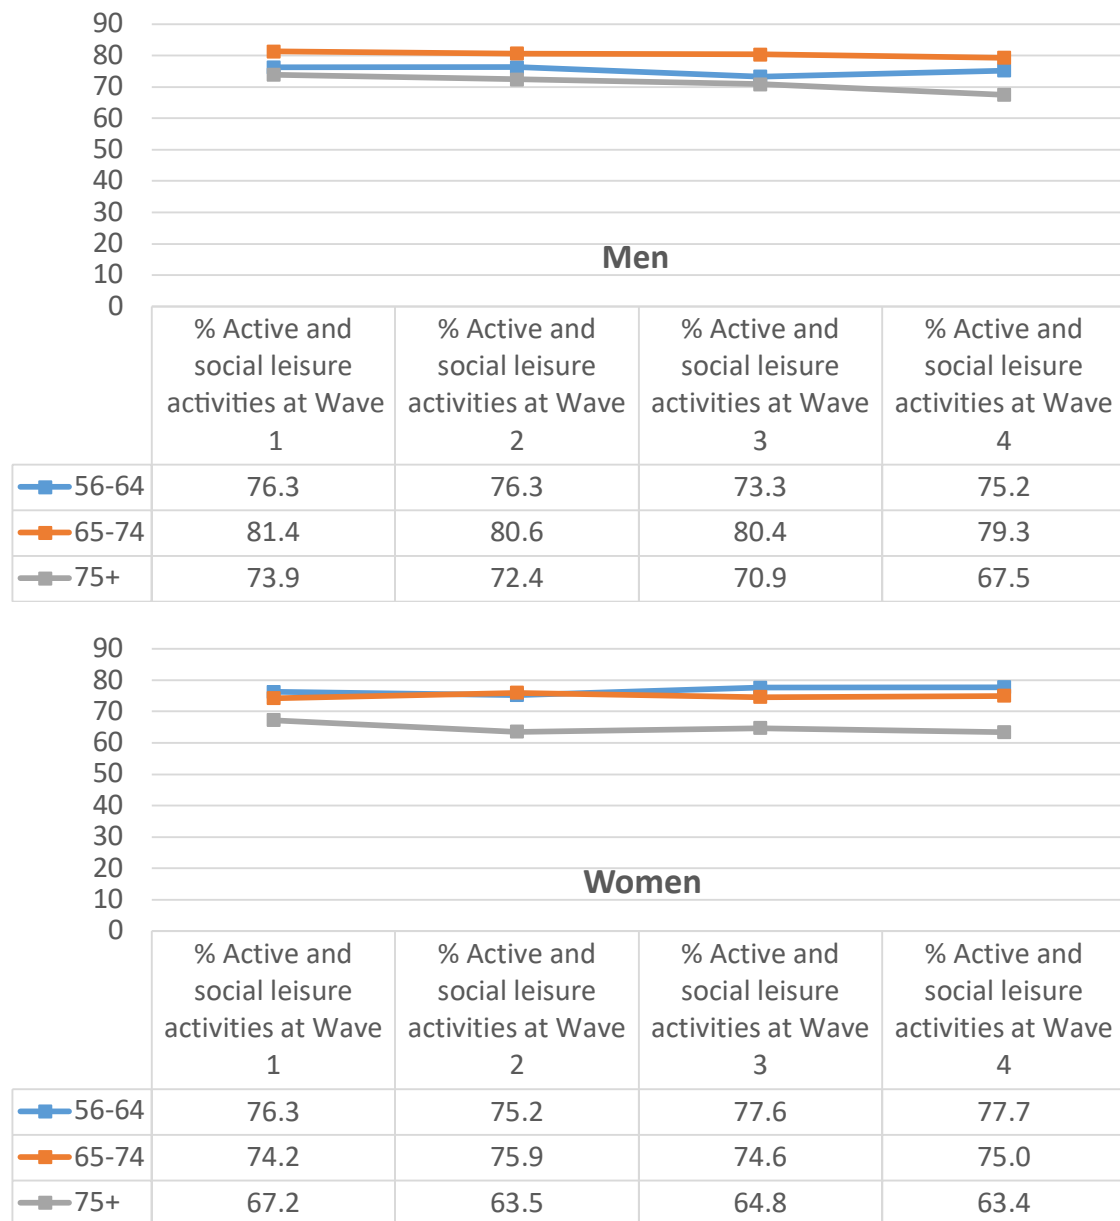 90
80
70
60
50
40
30
20
10
0
Men
% Active and social leisure activities at Wave 1
% Active and social leisure activities at Wave 2
% Active and social leisure activities at Wave 3
% Active and social leisure activities at Wave 4
56-64 76.3 76.3 73.3 75.2
65-74 81.4 80.6 80.4 79.3
75+ 73.9 72.4 70.9 67.5
90
80
70
60
50
40
30
20
10
0
Women
% Active and social leisure activities at Wave 1
% Active and social leisure activities at Wave 2
% Active and social leisure activities at Wave 3
% Active and social leisure activities at Wave 4
56-64 76.3 75.2 77.6 77.7
65-74 74.2 75.9 74.6 75.0
75+ 67.2 63.5 64.8 63.4